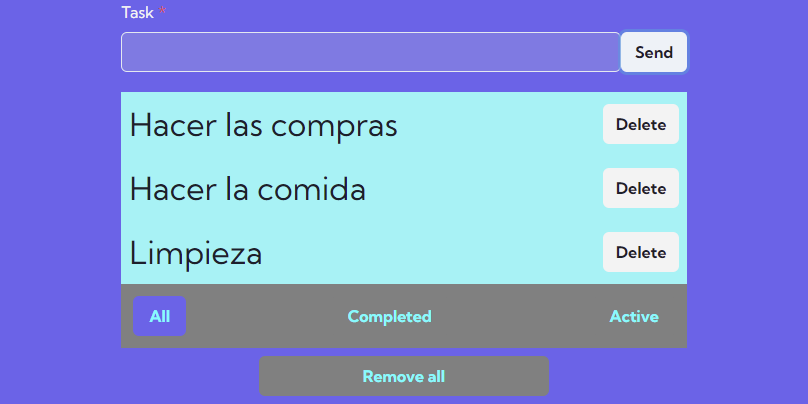 Task *
Send
Hacer las compras Delete
Hacer la comida Delete
Limpieza Delete
All Completed Active
Remove all